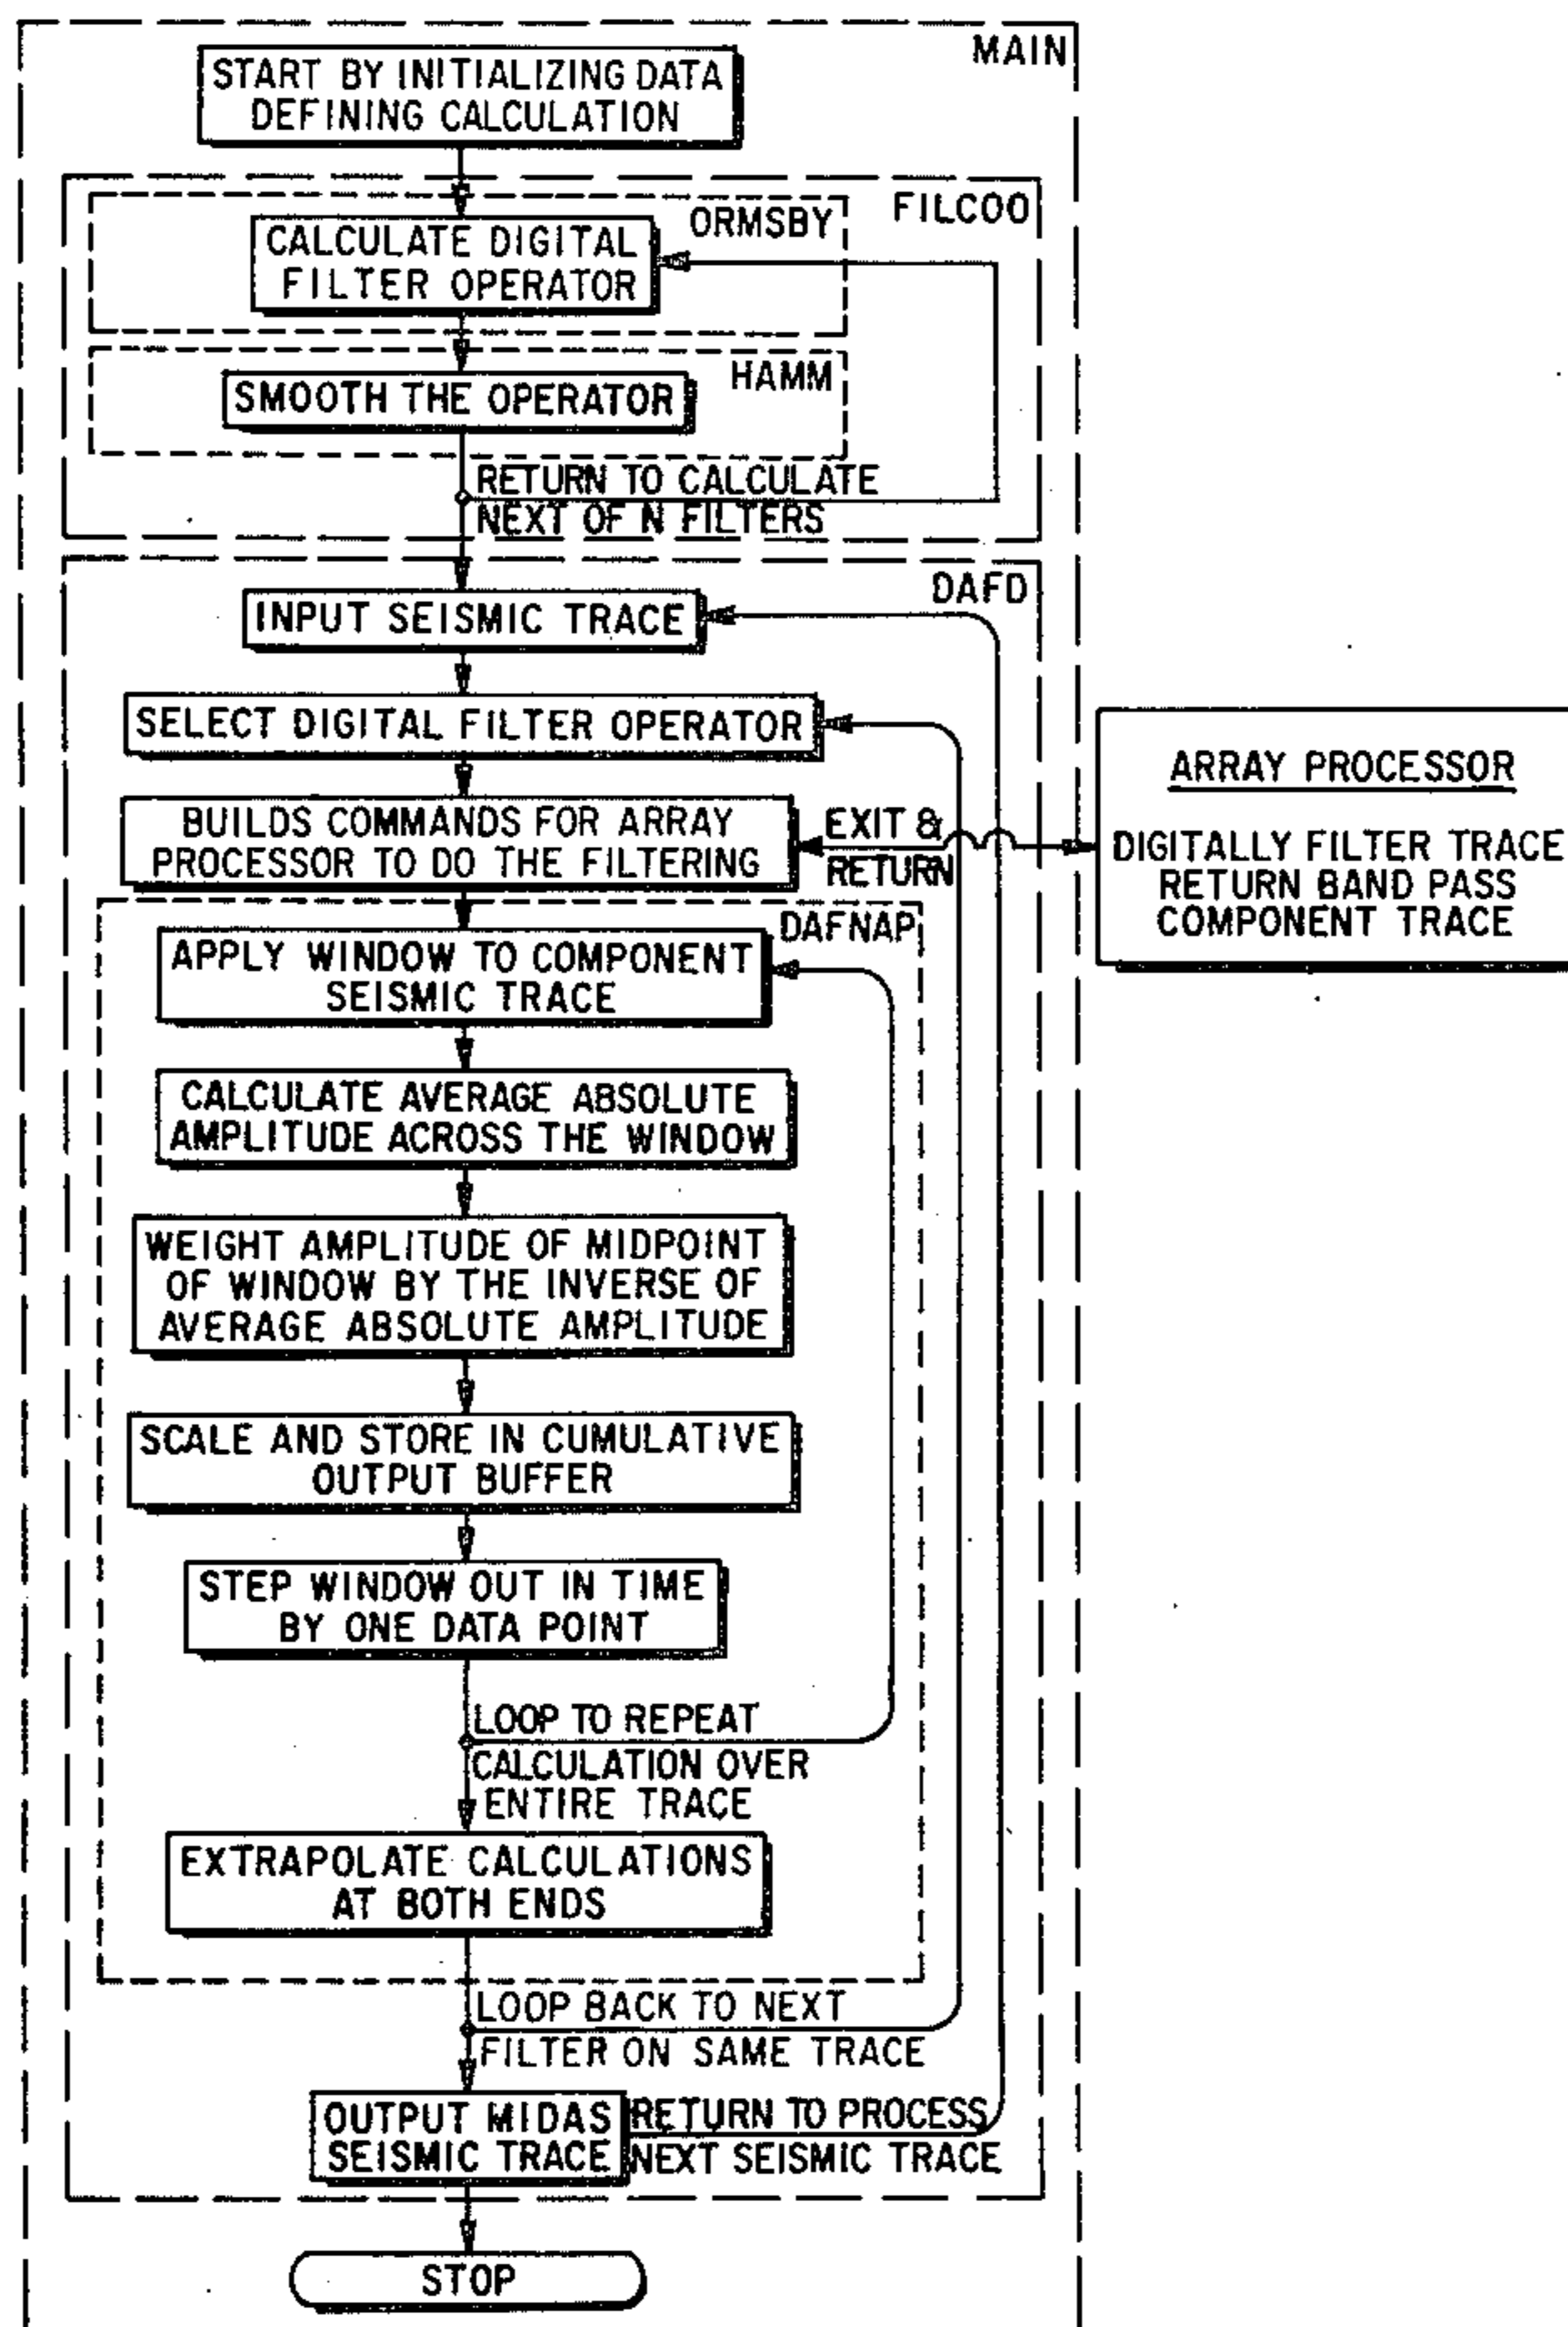 MAIN
START BY INITIALIZING DATA
DEFINING CALCULATION
FILCOO
ORMSBY
CALCULATE DIGITAL
FILTER OPERATOR
HAMM
SMOOTH THE OPERATOR
RETURN TO CALCULATE
NEXT OF N FILTERS
DAFD
INPUT SEISMIC TRACE
SELECT DIGITAL FILTER OPERATOR
BUILDS COMMANDS FOR ARRAY
PROCESSOR TO DO THE FILTERING
EXIT &
RETURN
ARRAY PROCESSOR
DIGITALLY FILTER TRACE
RETURN BAND PASS
COMPONENT TRACE
DAFNAP
APPLY WINDOW TO COMPONENT
SEISMIC TRACE
CALCULATE AVERAGE ABSOLUTE
AMPLITUDE ACROSS THE WINDOW
WEIGHT AMPLITUDE OF MIDPOINT
OF WINDOW BY THE INVERSE OF
AVERAGE ABSOLUTE AMPLITUDE
SCALE AND STORE IN CUMULATIVE
OUTPUT BUFFER
STEP WINDOW OUT IN TIME
BY ONE DATA POINT
LOOP TO REPEAT
CALCULATION OVER
ENTIRE TRACE
EXTRAPOLATE CALCULATIONS
AT BOTH ENDS
LOOP BACK TO NEXT
FILTER ON SAME TRACE
OUTPUT MIDAS
SEISMIC TRACE
RETURN TO PROCESS
NEXT SEISMIC TRACE
STOP